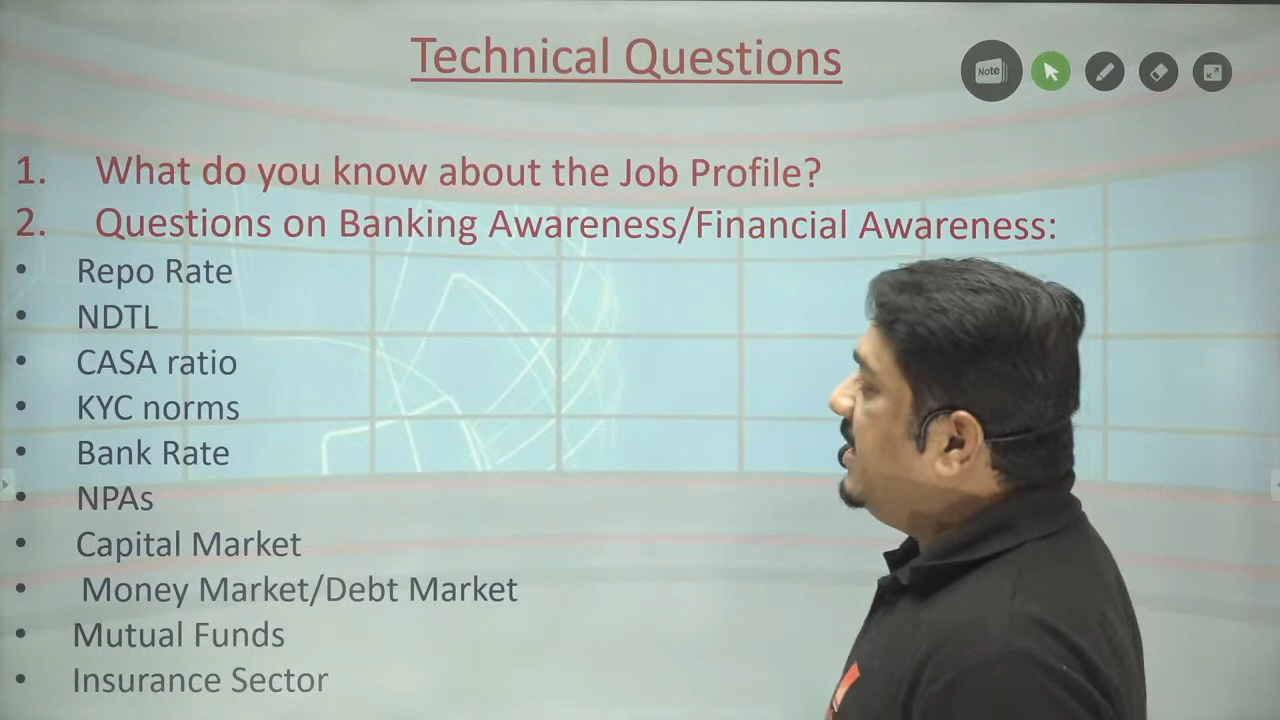 Technical Questions
Note
1. What do you know about the Job Profile?
2. Questions on Banking Awareness/Financial Awareness:
• Repo Rate
• NDTL
• CASA ratio
• KYC norms
• Bank Rate
• NPAs
• Capital Market
• Money Market/Debt Market
• Mutual Funds
• Insurance Sector